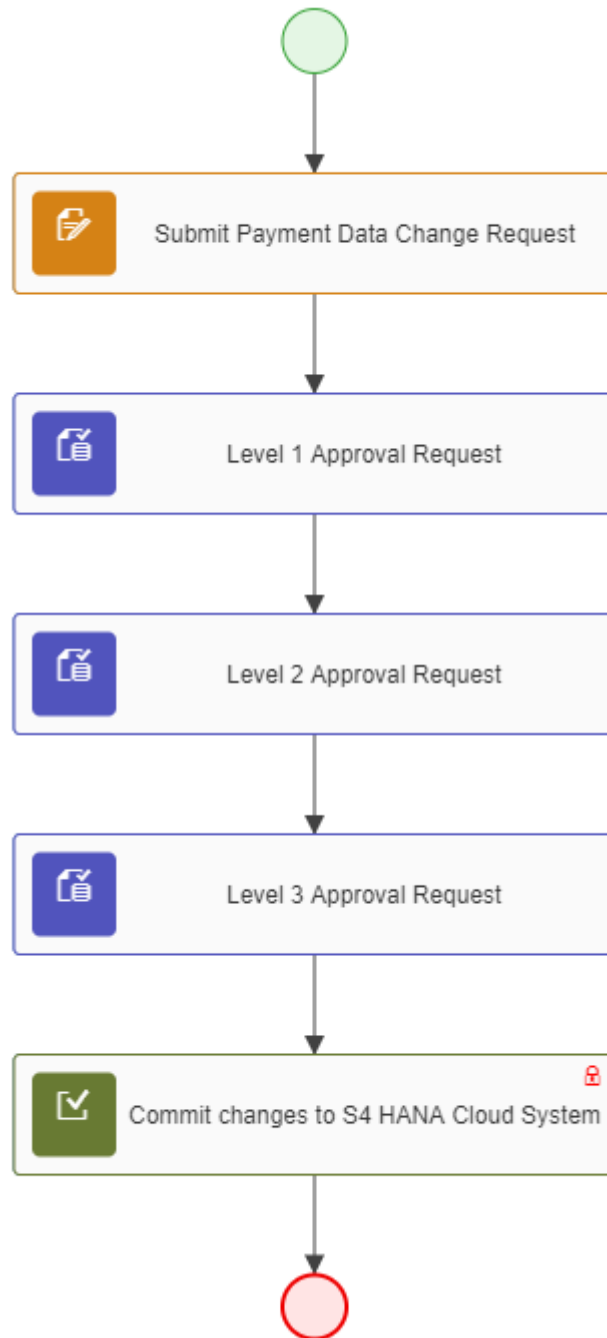 Submit Payment Data Change Request
Level 1 Approval Request
Level 2 Approval Request
Level 3 Approval Request
Commit changes to S4 HANA Cloud System